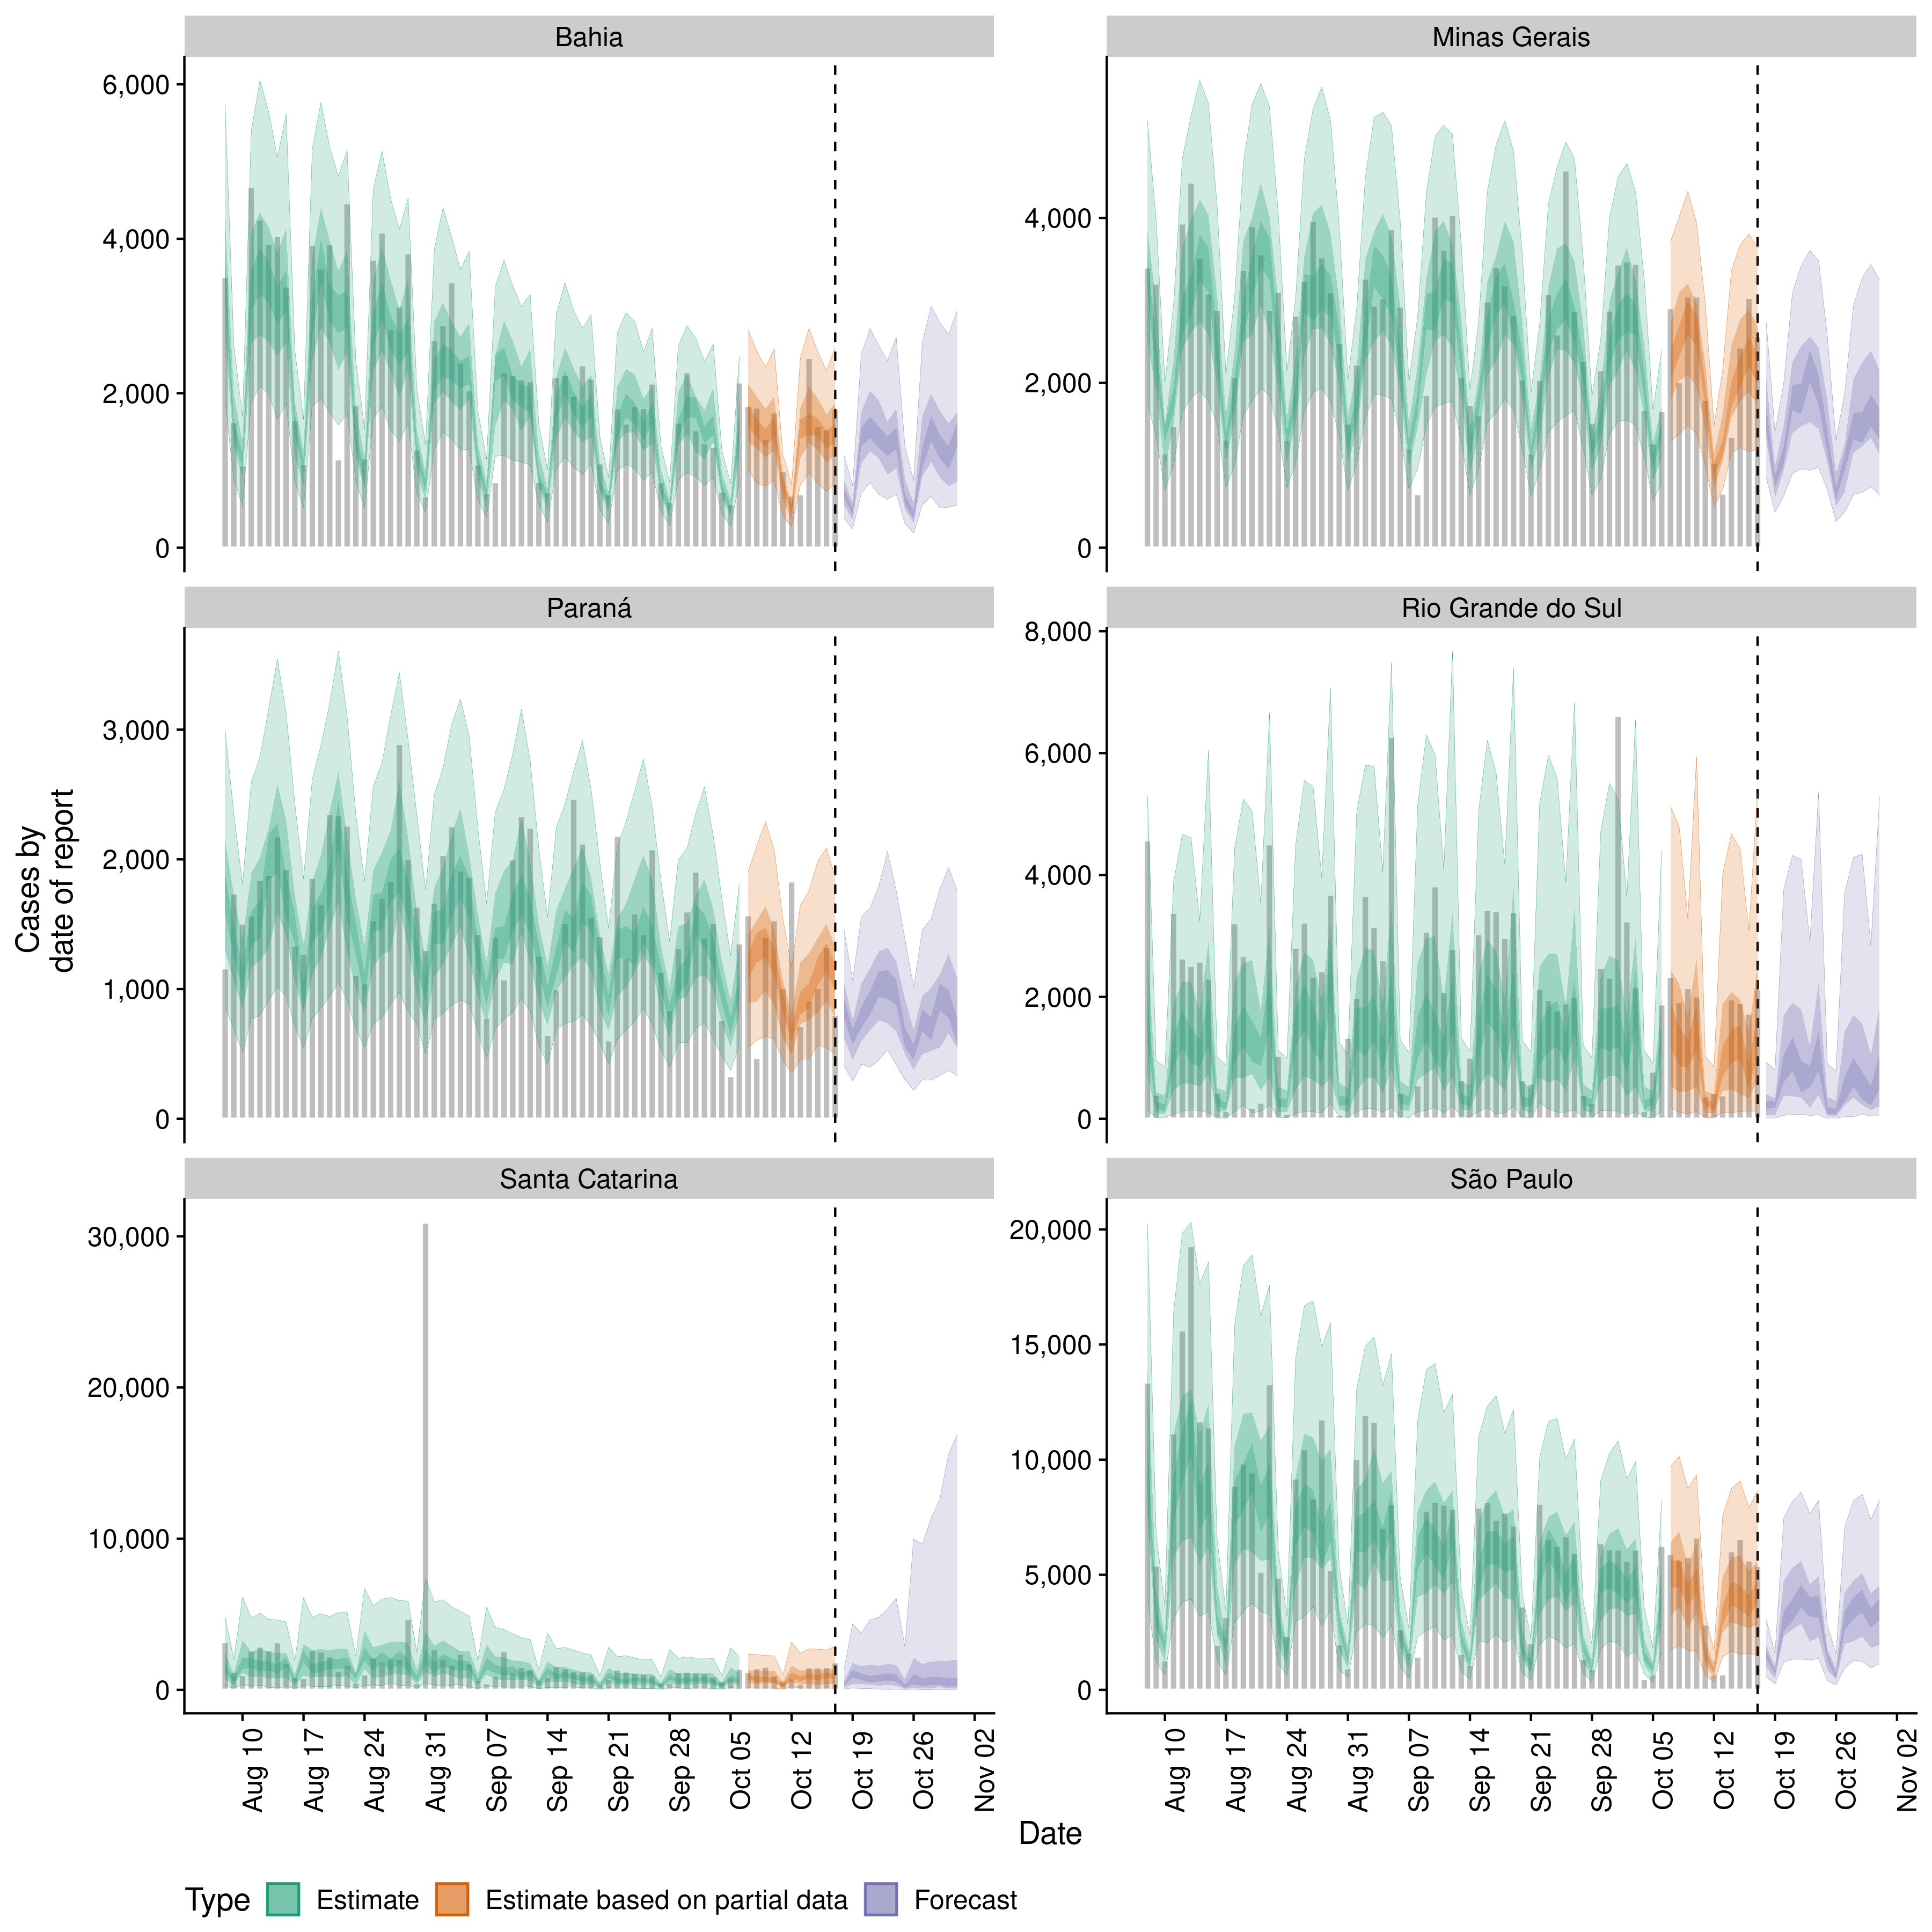 Bahia
Minas Gerais
6,000
4,000
2,000
0
4,000
2,000
0
Paraná
Rio Grande do Sul
3,000
2,000
1,000
0
8,000
6,000
4,000
2,000
0
Cases by
date of report
Santa Catarina
São Paulo
30,000
20,000
10,000
0
20,000
15,000
10,000
5,000
0
Aug 10
Aug 17
Aug 24
Aug 31
Sep 07
Sep 14
Sep 21
Sep 28
Oct 05
Oct 12
Oct 19
Oct 26
Nov 02
Aug 10
Aug 17
Aug 24
Aug 31
Sep 07
Sep 14
Sep 21
Sep 28
Oct 05
Oct 12
Oct 19
Oct 26
Nov 02
Date
Type Estimate Estimate based on partial data Forecast